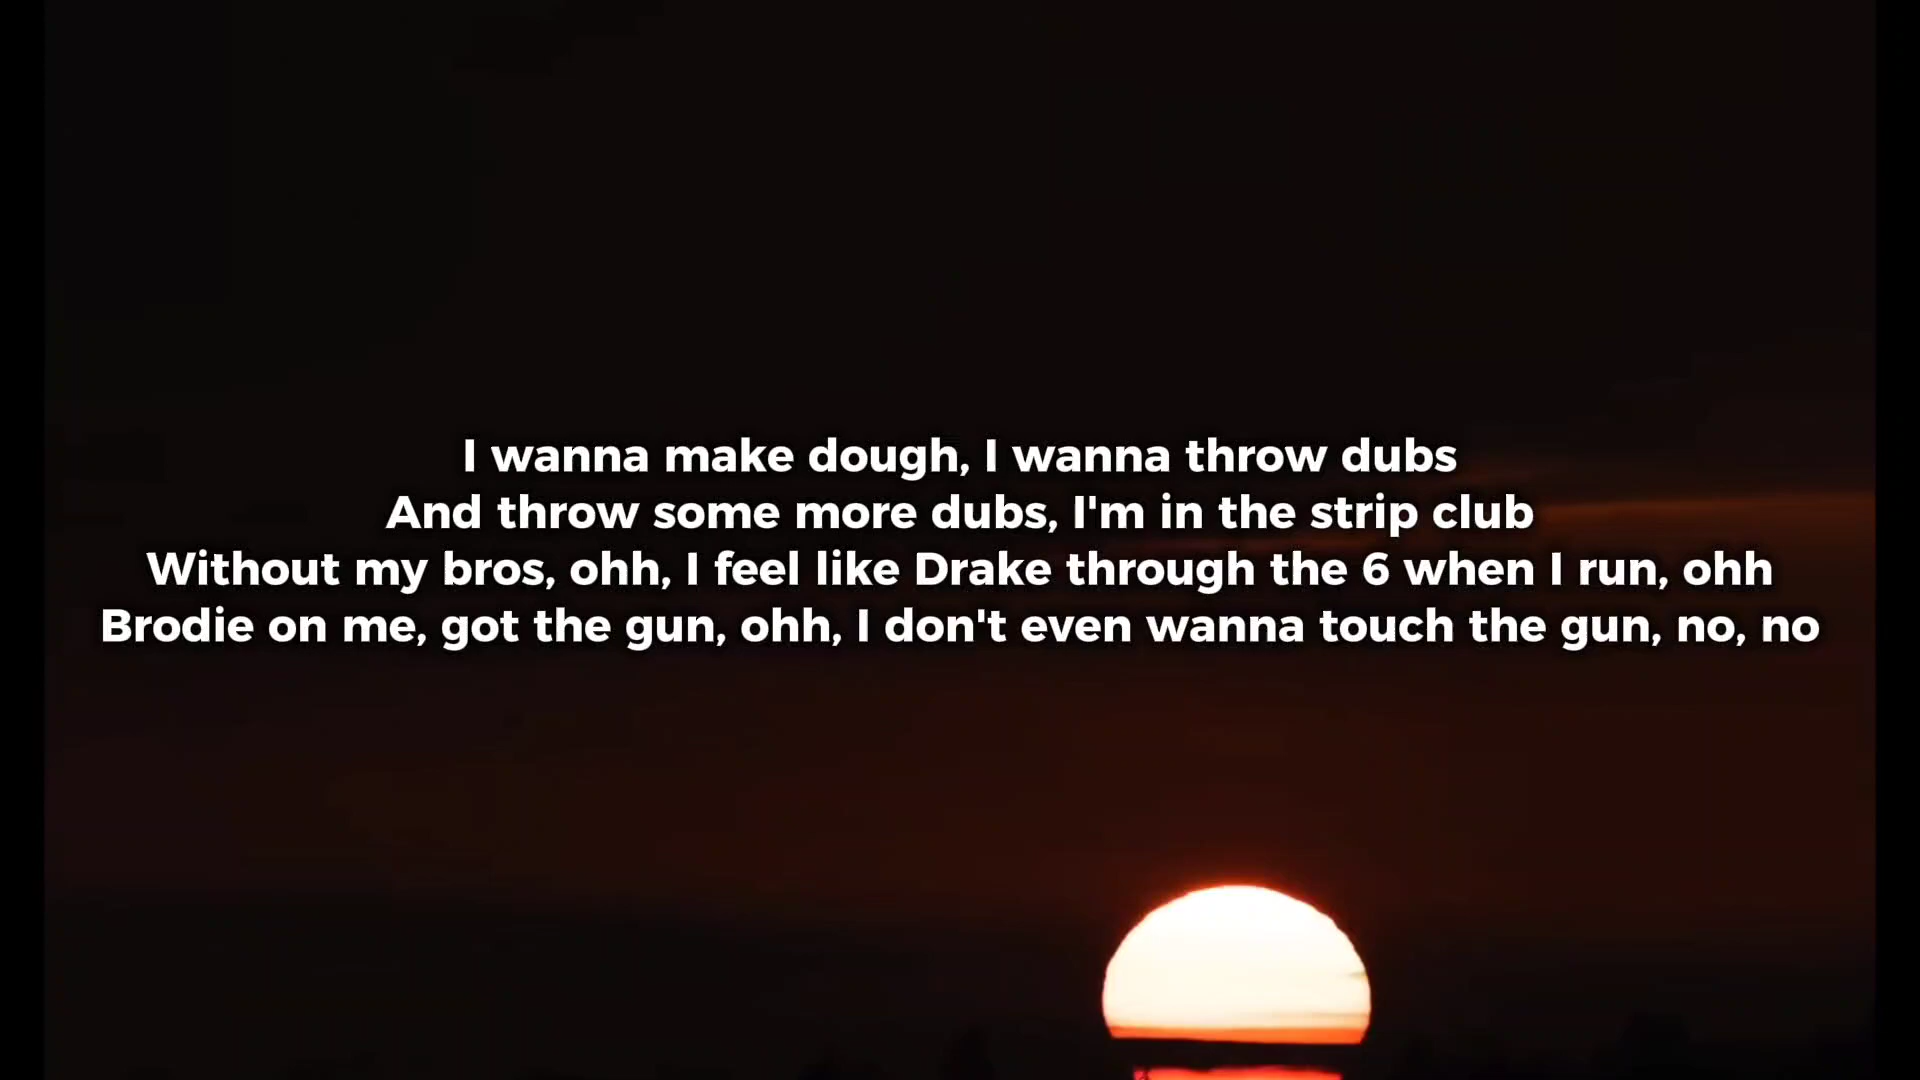 I wanna make dough, I wanna throw dubs
And throw some more dubs, I'm in the strip club
Without my bros, ohh, I feel like Drake through the 6 when I run, ohh
Brodie on me, got the gun, ohh, I don't even wanna touch the gun, no, no